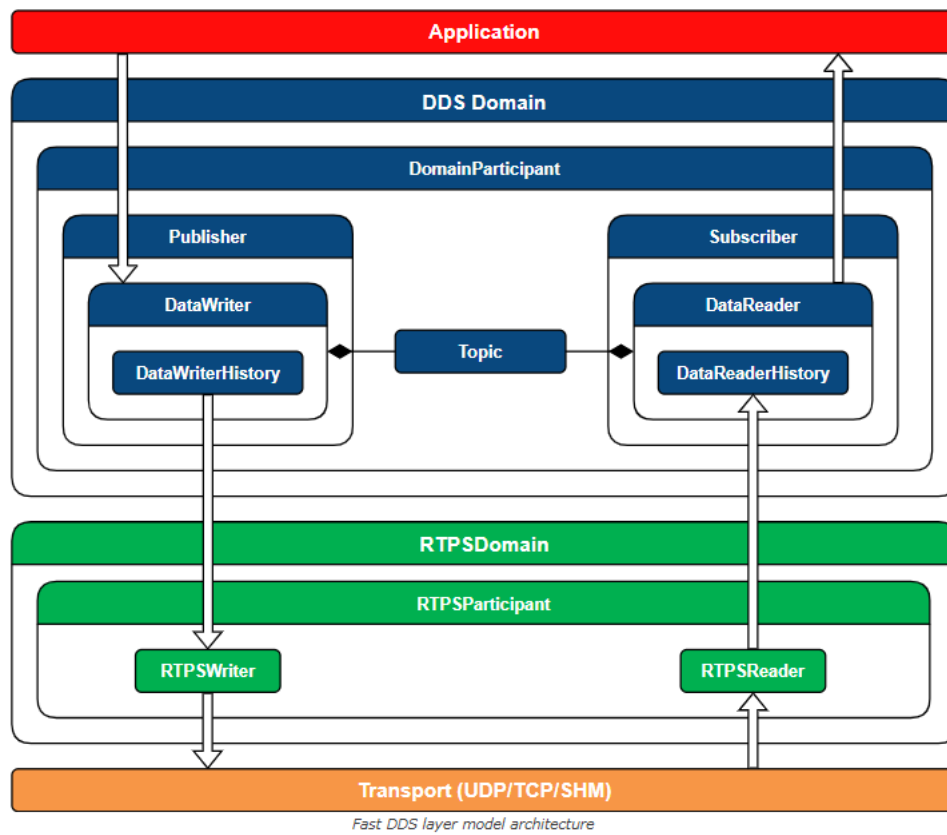 Application
DDS Domain
DomainParticipant
Publisher
Subscriber
DataWriter
DataReader
Topic
DataWriterHistory
DataReaderHistory
RTPSDomain
RTPSParticipant
RTPSWriter
RTPSReader
Transport (UDP/TCP/SHM)
Fast DDS layer model architecture